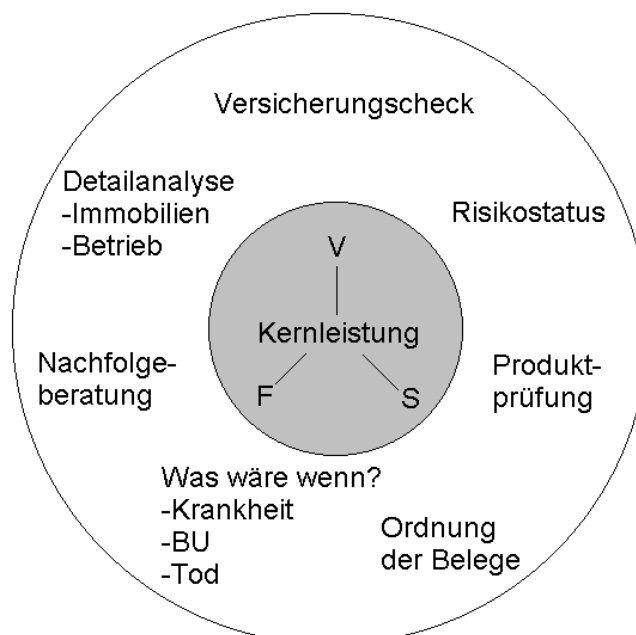 Versicherungscheck
Detailanalyse
-Immobilien
-Betrieb
Risikostatus
V
Kernleistung
F
S
Nachfolge-
beratung
Produkt-
prüfung
Was wäre wenn?
-Krankheit
-BU
-Tod
Ordnung
der Belege